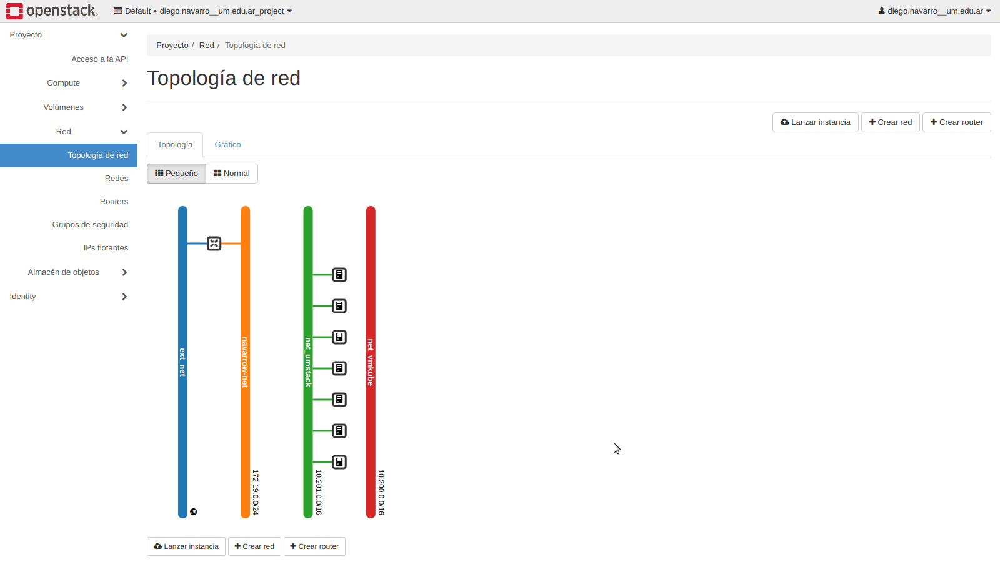 openstack.
Default • diego.navarro__um.edu.ar_project
diego.navarro__um.edu.ar
Proyecto
Acceso a la API
Compute
Volúmenes
Red
Topología de red
Redes
Routers
Grupos de seguridad
IPs flotantes
Almacén de objetos
Identity
Proyecto / Red / Topología de red
Topología de red
Lanzar instancia
Crear red
Crear router
Topología
Gráfico
Pequeño
Normal
ext_net
navarrow-net
172.19.0.0/24
net_umstack
10.201.0.0/16
net_vmkube
10.200.0.0/16
Lanzar instancia
Crear red
Crear router